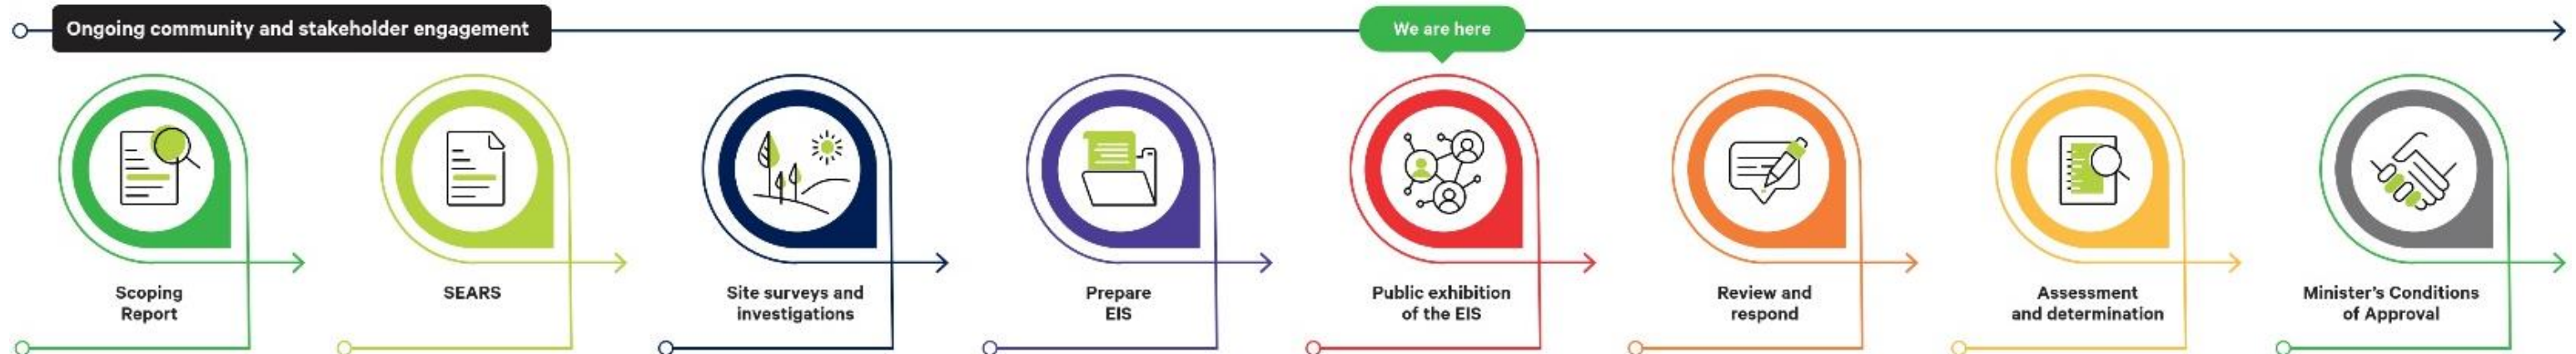 Ongoing community and stakeholder engagement
We are here
Scoping
Report
SEARS
Site surveys and
investigations
Prepare
EIS
Public exhibition
of the EIS
Review and
respond
Assessment
and determination
Minister's Conditions
of Approval